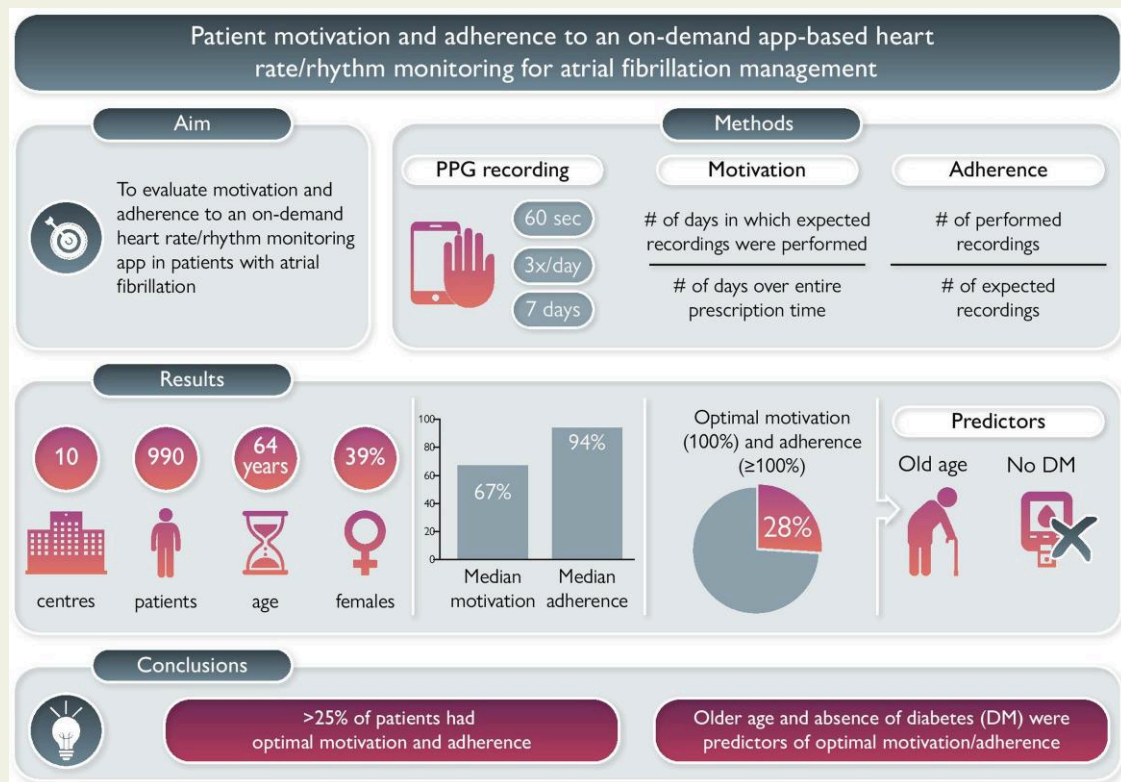 Patient motivation and adherence to an on-demand app-based heart
rate/rhythm monitoring for atrial fibrillation management
Aim
To evaluate motivation and
adherence to an on-demand
heart rate/rhythm monitoring
app in patients with atrial
fibrillation
Methods
PPG recording
60 sec
3x/day
7 days
Motivation
# of days in which expected
recordings were performed
# of days over entire
prescription time
Adherence
# of performed
recordings
# of expected
recordings
Results
10
centres
990
patients
64
years
age
39%
females
100
80
60
40
20
0
67%
94%
Median
motivation
Median
adherence
Optimal motivation
(100%) and adherence
(≥100%)
28%
Predictors
Old age
No DM
Conclusions
>25% of patients had
optimal motivation and adherence
Older age and absence of diabetes (DM) were
predictors of optimal motivation/adherence